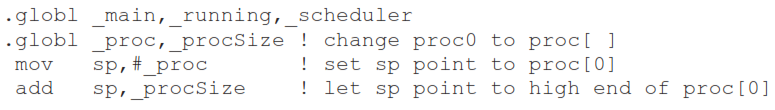 .globl _main,_running,_scheduler
.globl _proc,_procSize ! change proc0 to proc[ ]
mov sp,#_proc ! set sp point to proc[0]
add sp,_procSize ! let sp point to high end of proc[0]